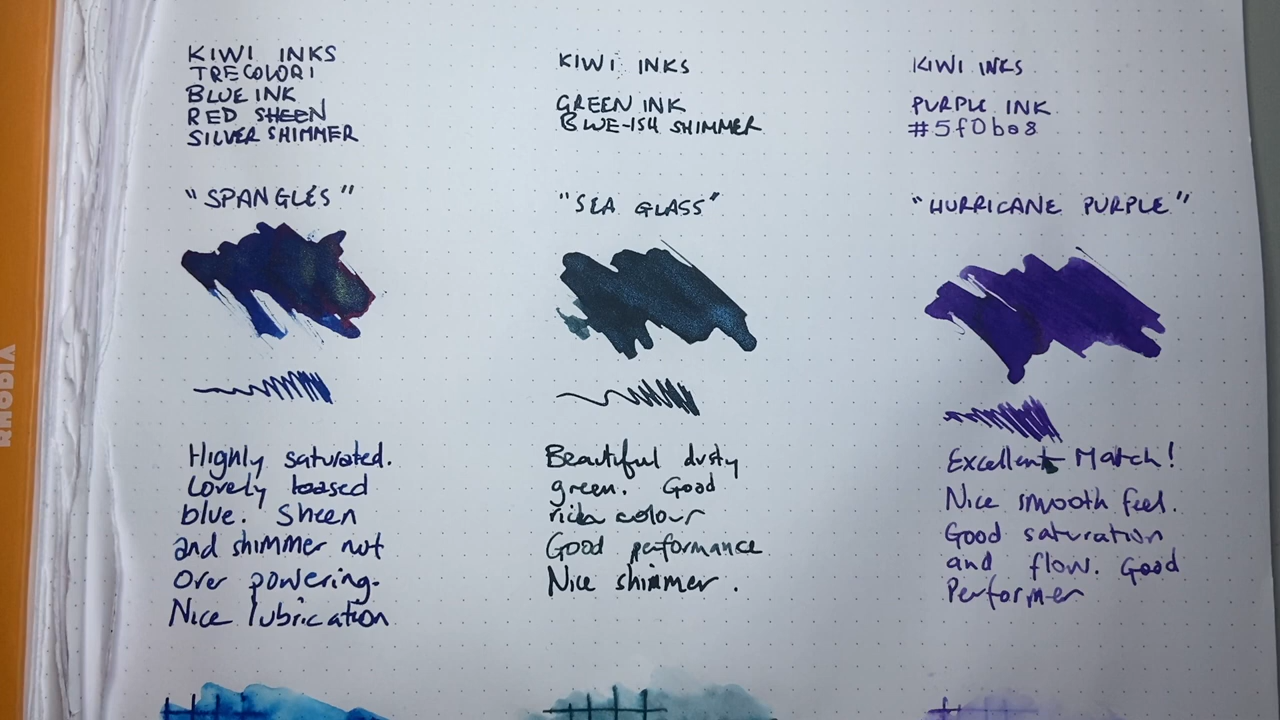 KIWI INKS
TRECOLORI
BLUE INK
RED SHEEN
SILVER SHIMMER
"SPANGLES"
Highly saturated.
Lovely based
blue. Sheen
and shimmer not
over powering.
Nice lubrication
KIWI INKS
GREEN INK
BLUE-ISH SHIMMER
"SEA GLASS"
Beautiful dusty
green. Good
rich colour
Good performance
Nice shimmer.
KIWI INKS
PURPLE INK
#5f0ba8
"HURRICANE PURPLE"
Excellent Match!
Nice smooth feel.
Good saturation
and flow. Good
Performer
RHODIA